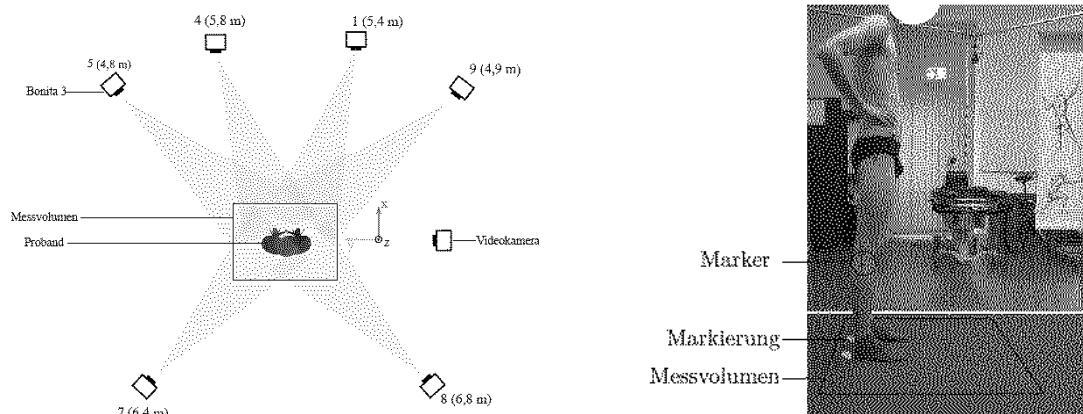 4 (5,8 m)
1 (5,4 m)
5 (4,8 m)
9 (4,9 m)
Bonita 3
Messvolumen
X
Proband
Y
Z
Videokamera
7 (6,4 m)
8 (6,8 m)
Marker
Markierung
Messvolumen